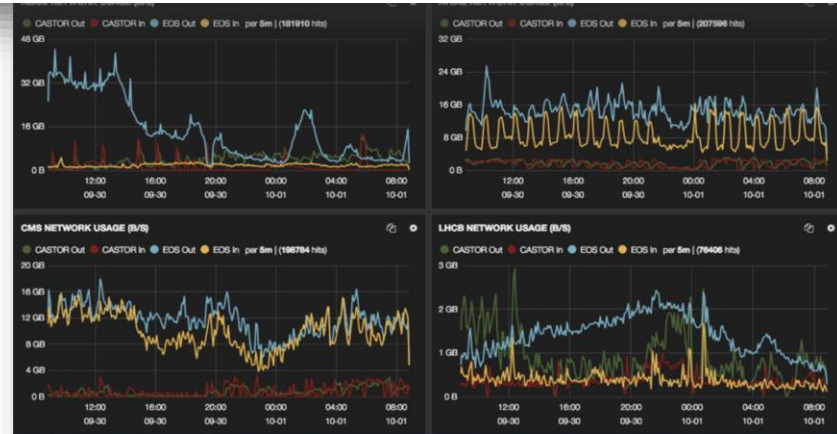 CASTOR Out CASTOR In EOS Out EOS In per 5m | (181910 hits)
48 GB
32 GB
16 GB
0 B
12:00 16:00 20:00 00:00 04:00 08:00
09-30 09-30 09-30 10-01 10-01 10-01
NETWORK USAGE (B/S)
CASTOR Out CASTOR In EOS Out EOS In per 5m | (207596 hits)
32 GB
24 GB
16 GB
8 GB
0 B
12:00 16:00 20:00 00:00 04:00 08:00
09-30 09-30 09-30 10-01 10-01 10-01
CMS NETWORK USAGE (B/S)
CASTOR Out CASTOR In EOS Out EOS In per 5m | (198784 hits)
20 GB
16 GB
12 GB
8 GB
4 GB
0 B
12:00 16:00 20:00 00:00 04:00 08:00
09-30 09-30 09-30 10-01 10-01 10-01
LHCB NETWORK USAGE (B/S)
CASTOR Out CASTOR In EOS Out EOS In per 5m | (76406 hits)
3 GB
2 GB
1 GB
0 B
12:00 16:00 20:00 00:00 04:00 08:00
09-30 09-30 09-30 10-01 10-01 10-01